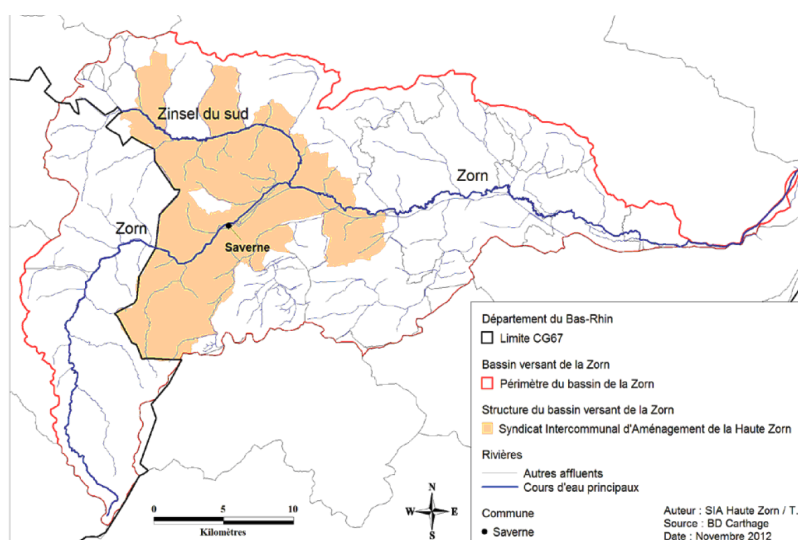 Zinsel du sud
Zorn
Zorn
Saverne
0 5 10
Kilomètres
N
W E
S
Département du Bas-Rhin
Limite CG67
Bassin versant de la Zorn
Périmètre du bassin de la Zorn
Structure du bassin versant de la Zorn
Syndicat Intercommunal d'Aménagement de la Haute Zorn
Rivières
Autres affluents
Cours d'eau principaux
Commune
Saverne
Auteur : SIA Haute Zorn / T.
Source : BD Carthage
Date : Novembre 2012